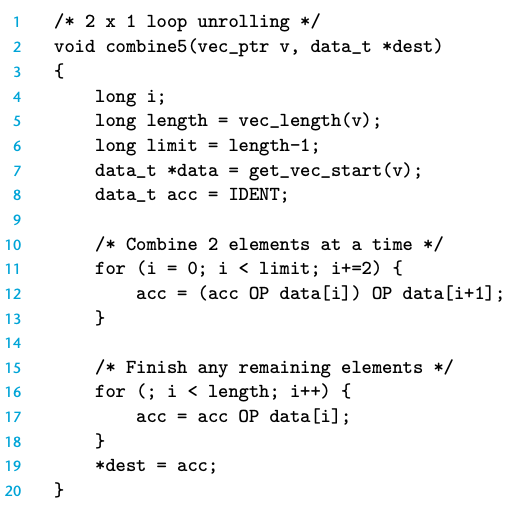 1 /* 2 x 1 loop unrolling */
2 void combine5(vec_ptr v, data_t *dest)
3 {
4     long i;
5     long length = vec_length(v);
6     long limit = length-1;
7     data_t *data = get_vec_start(v);
8     data_t acc = IDENT;
9
10     /* Combine 2 elements at a time */
11     for (i = 0; i < limit; i+=2) {
12         acc = (acc OP data[i]) OP data[i+1];
13     }
14
15     /* Finish any remaining elements */
16     for (; i < length; i++) {
17         acc = acc OP data[i];
18     }
19     *dest = acc;
20 }